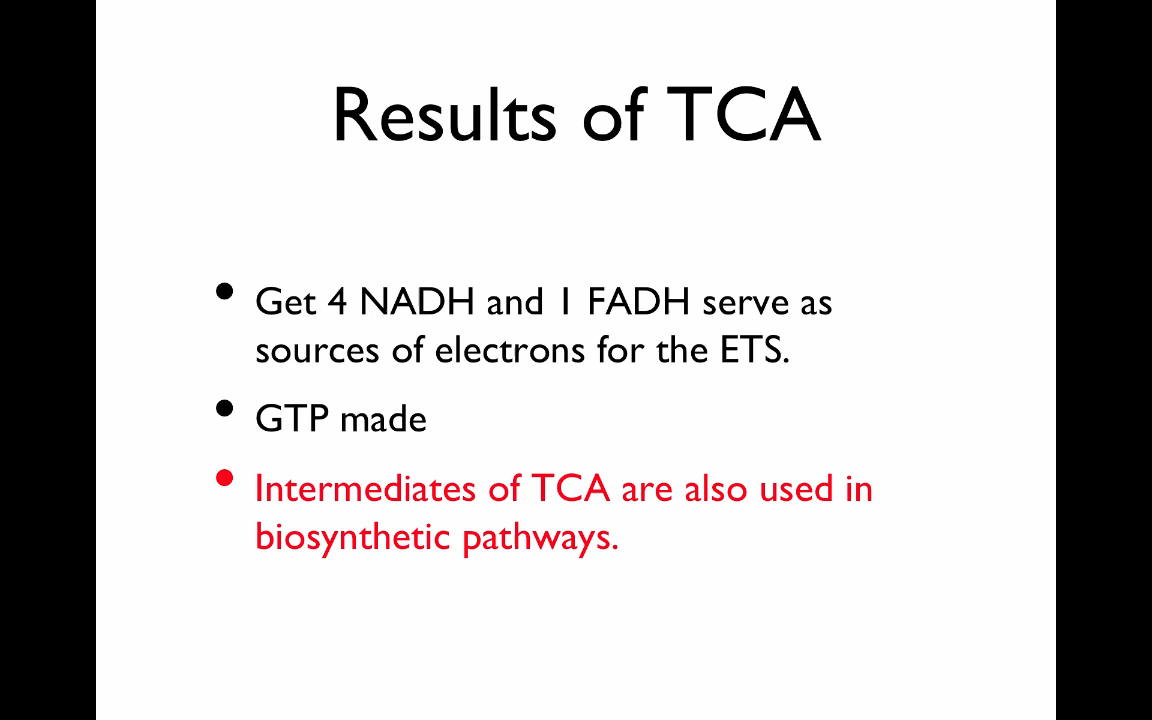 Results of TCA
• Get 4 NADH and 1 FADH serve as
sources of electrons for the ETS.
• GTP made
• Intermediates of TCA are also used in
biosynthetic pathways.